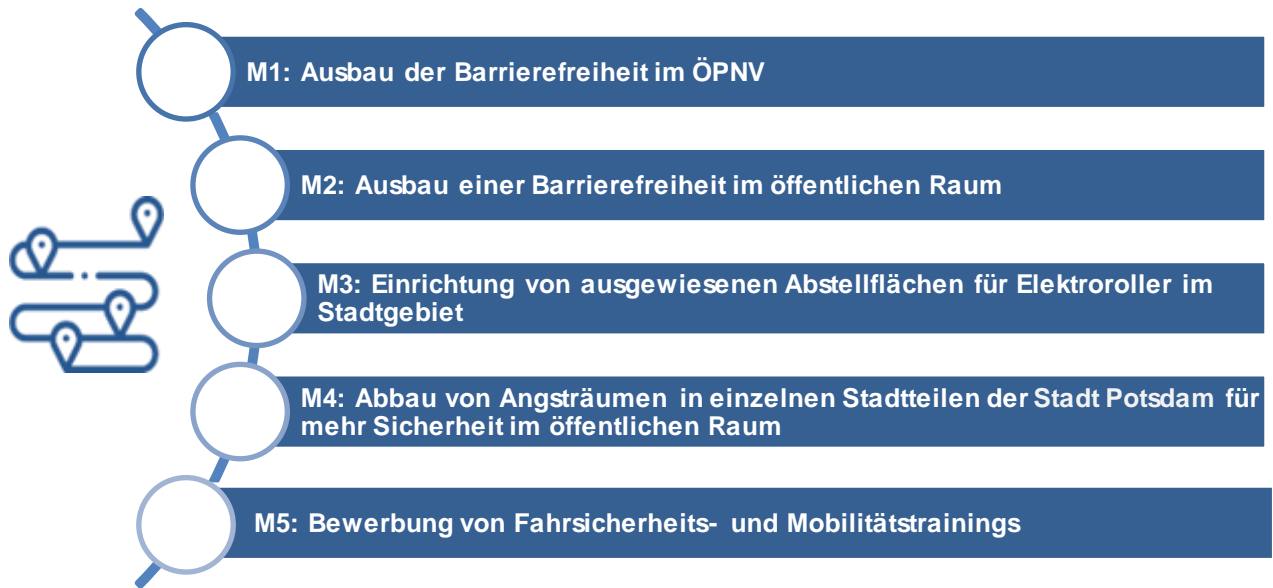 M1: Ausbau der Barrierefreiheit im ÖPNV
M2: Ausbau einer Barrierefreiheit im öffentlichen Raum
M3: Einrichtung von ausgewiesenen Abstellflächen für Elektroroller im
Stadtgebiet
M4: Abbau von Angsträumen in einzelnen Stadtteilen der Stadt Potsdam für
mehr Sicherheit im öffentlichen Raum
M5: Bewerbung von Fahrsicherheits- und Mobilitätstrainings